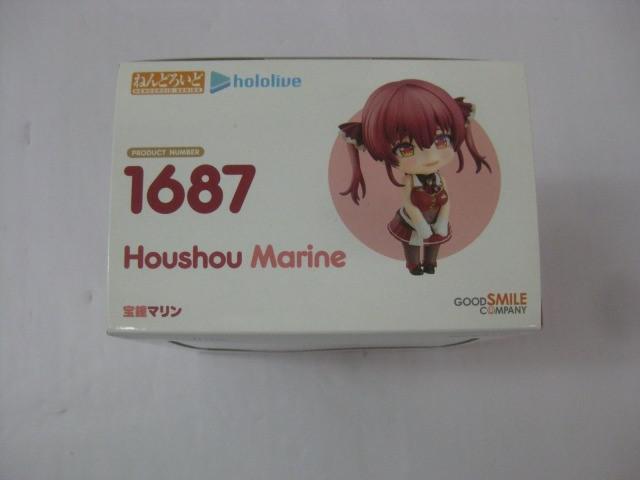 ねんどろいど
NENDOROID SERIES
hololive
PRODUCT NUMBER
1687
Houshou Marine
宝鐘マリン
GOOD SMILE
COMPANY